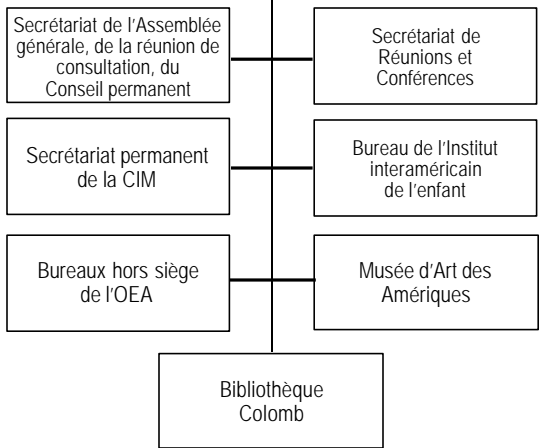 Secrétariat de l'Assemblée
générale, de la réunion de
consultation, du
Conseil permanent
Secrétariat de
Réunions et
Conférences
Secrétariat permanent
de la CIM
Bureau de l'Institut
interaméricain
de l'enfant
Bureaux hors siège
de l'OEA
Musée d'Art des
Amériques
Bibliothèque
Colomb